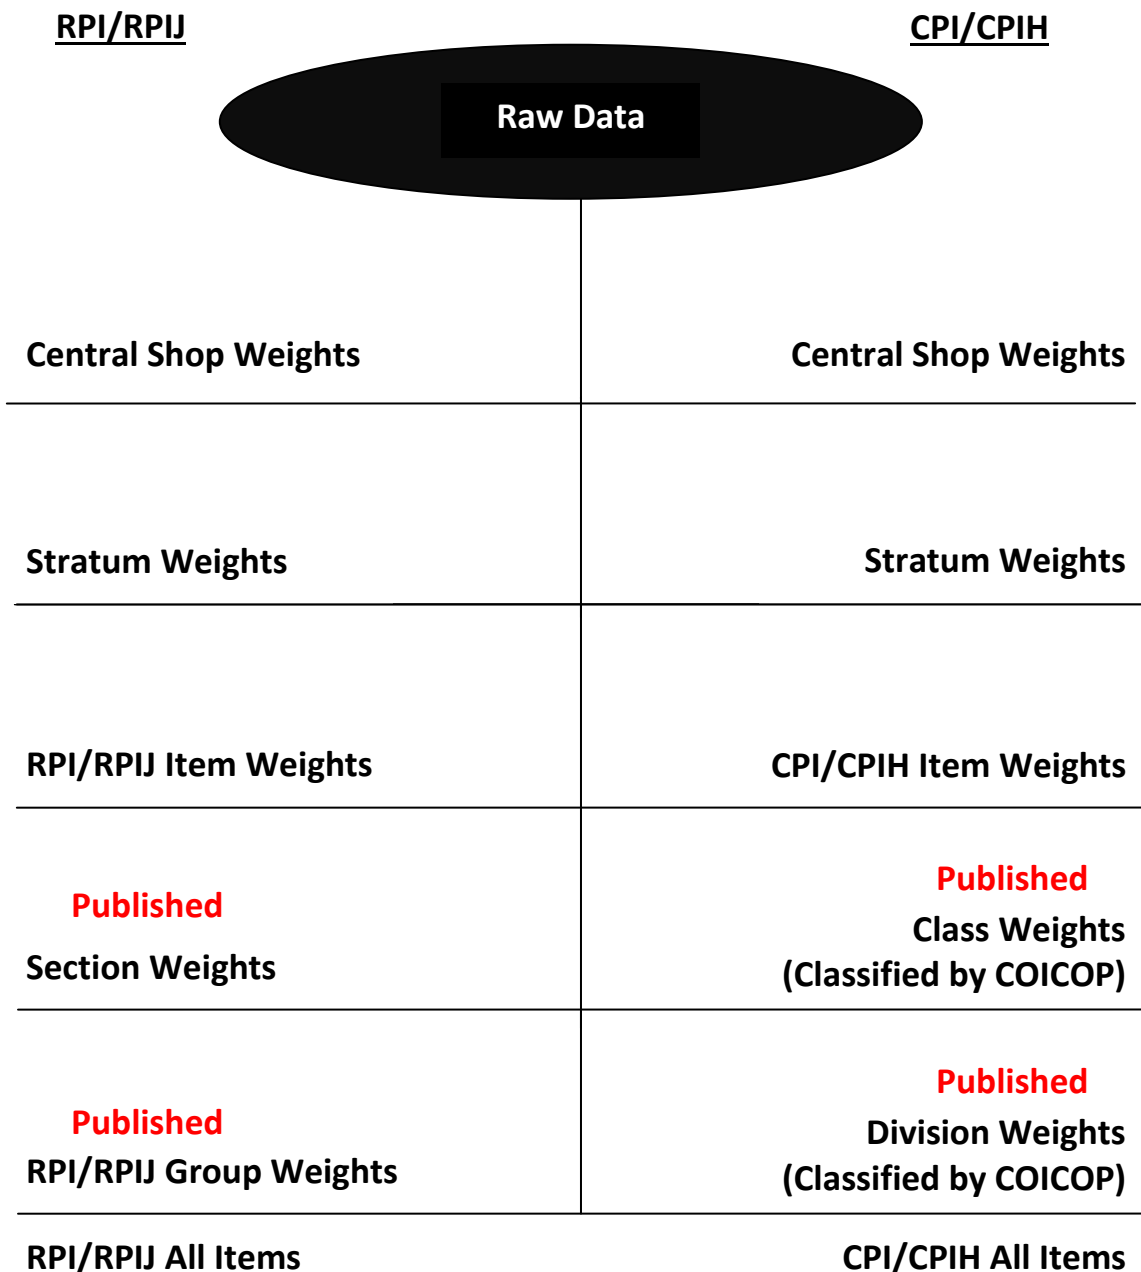 RPI/RPIJ
CPI/CPIH
Raw Data
Central Shop Weights
Central Shop Weights
Stratum Weights
Stratum Weights
RPI/RPIJ Item Weights
CPI/CPIH Item Weights
Published
Section Weights
Published
Class Weights
(Classified by COICOP)
Published
RPI/RPIJ Group Weights
Published
Division Weights
(Classified by COICOP)
RPI/RPIJ All Items
CPI/CPIH All Items